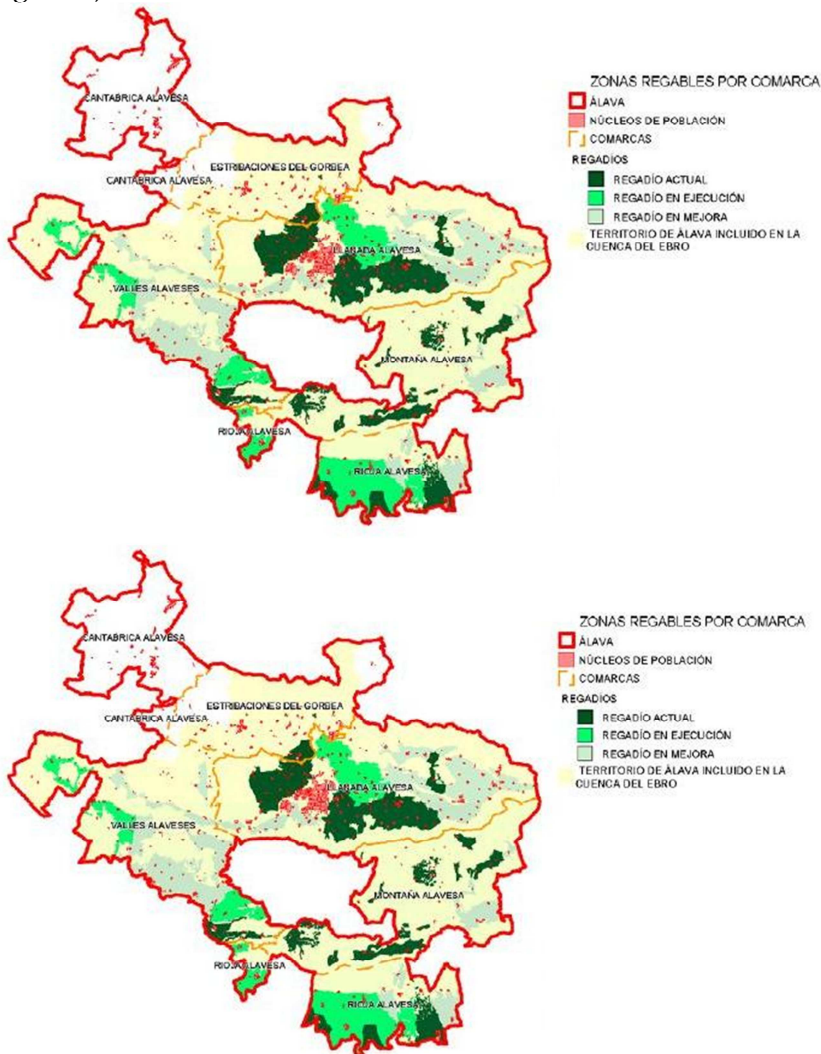 ZONAS REGABLES POR COMARCA
ÁLAVA
NÚCLEOS DE POBLACIÓN
COMARCAS
REGADÍOS
REGADÍO ACTUAL
REGADÍO EN EJECUCIÓN
REGADÍO EN MEJORA
TERRITORIO DE ÁLAVA INCLUIDO EN LA
CUENCA DEL EBRO
CANTABRICA ALAVESA
ESTRIBACIONES DEL GORBEA
CANTÁBRICA ALAVESA
LLANADA ALAVESA
VALLES ALAVESES
MONTAÑA ALAVESA
RIOJA ALAVESA
RIOJA ALAVESA
ZONAS REGABLES POR COMARCA
ÁLAVA
NÚCLEOS DE POBLACIÓN
COMARCAS
REGADÍOS
REGADÍO ACTUAL
REGADÍO EN EJECUCIÓN
REGADÍO EN MEJORA
TERRITORIO DE ÁLAVA INCLUIDO EN LA
CUENCA DEL EBRO
CANTABRICA ALAVESA
ESTRIBACIONES DEL GORBEA
CANTÁBRICA ALAVESA
LLANADA ALAVESA
VALLES ALAVESES
MONTAÑA ALAVESA
RIOJA ALAVESA
RIOJA ALAVESA